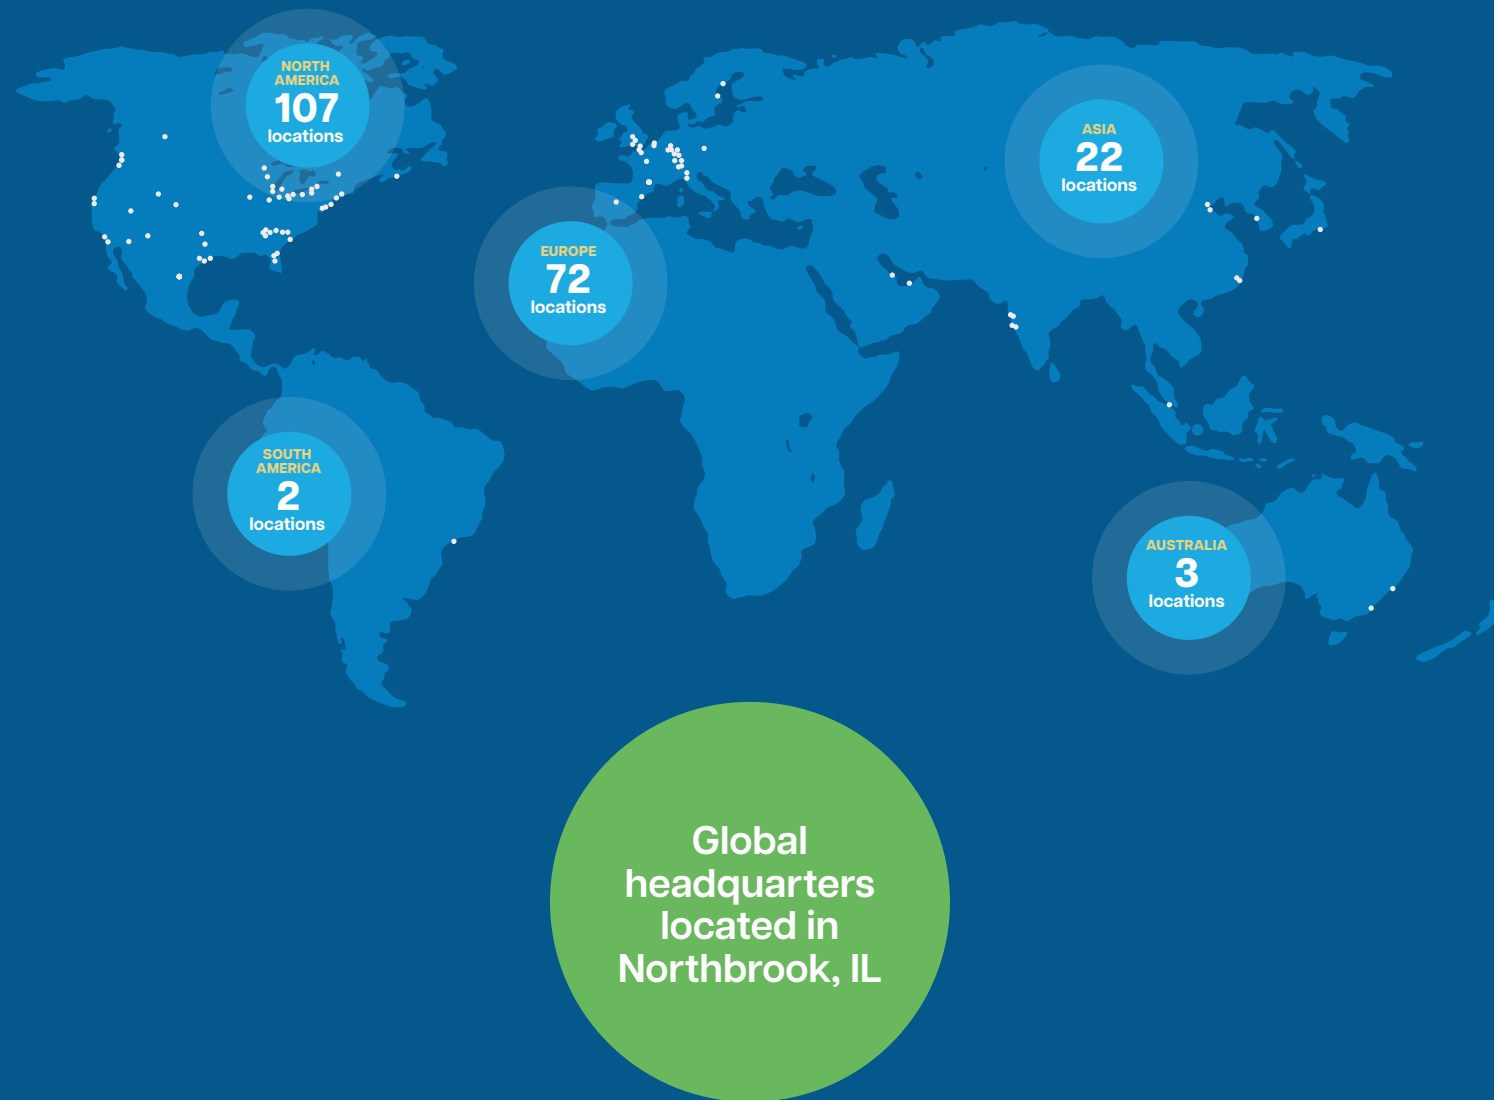 NORTH
AMERICA
107
locations
ASIA
22
locations
EUROPE
72
locations
SOUTH
AMERICA
2
locations
AUSTRALIA
3
locations
Global
headquarters
located in
Northbrook, IL